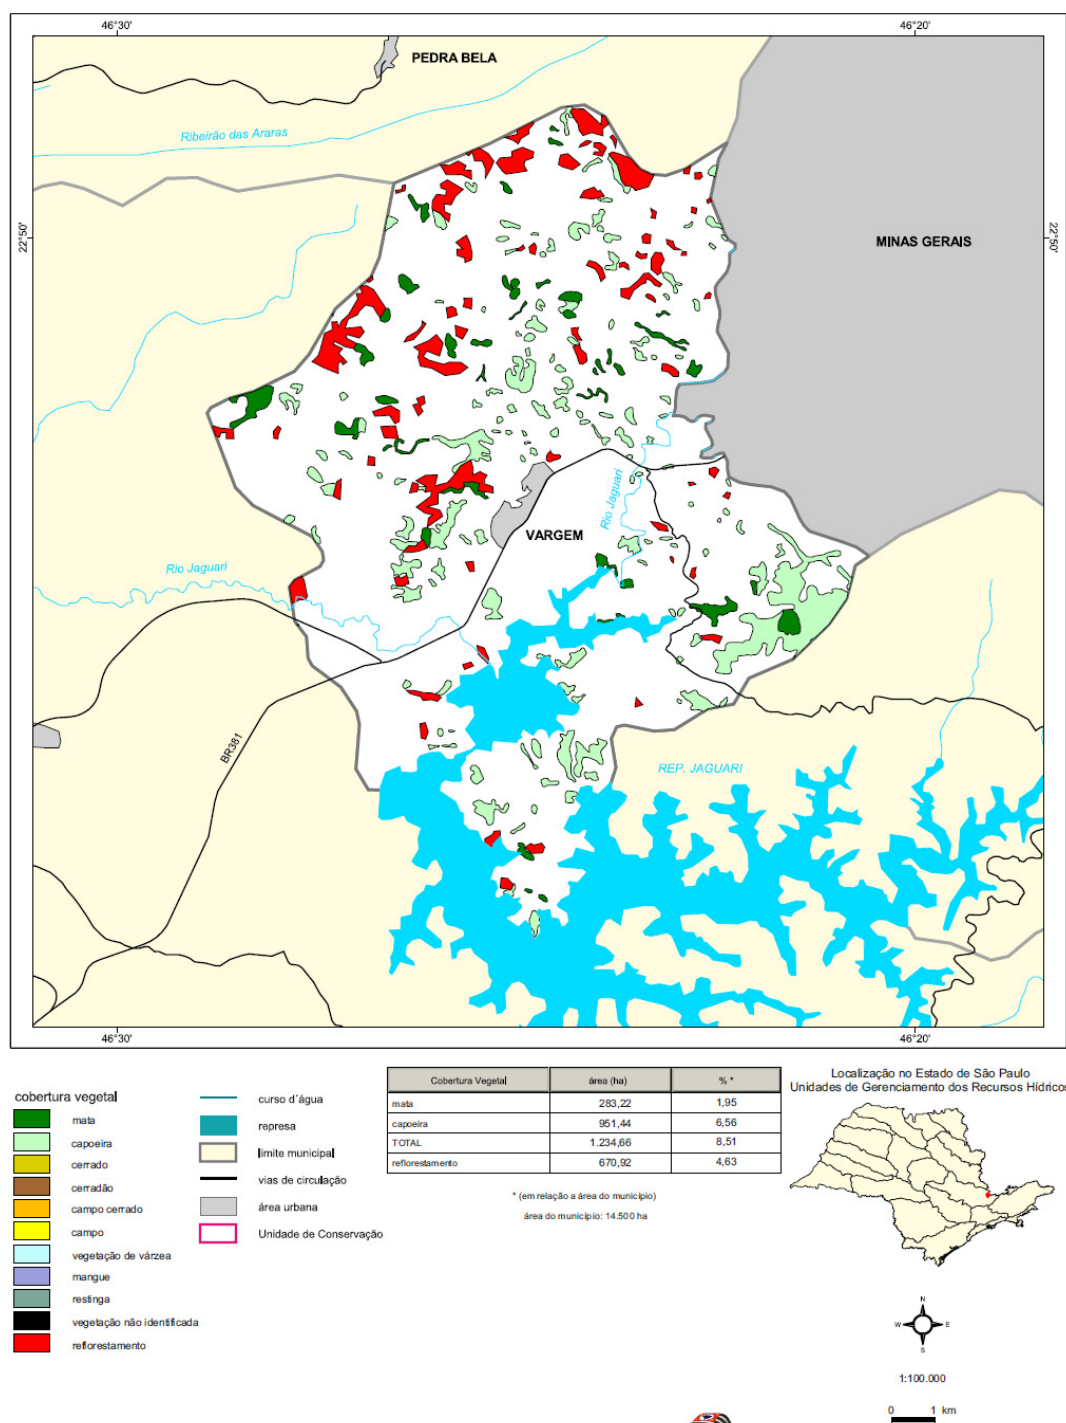 46°30'
46°20'
PEDRA BELA
Ribeirão das Araras
22°50'
22°50'
MINAS GERAIS
Rio Jaguari
VARGEM
Rio Jaguari
BR381
REP. JAGUARI
46°30'
46°20'
cobertura vegetal
mata
capoeira
cerrado
cerradão
campo cerrado
campo
vegetação de várzea
mangue
restinga
vegetação não identificada
reflorestamento
curso d´água
represa
limite municipal
vias de circulação
área urbana
Unidade de Conservação
Cobertura Vegetal área (ha) % *
mata 283,22 1,95
capoeira 951,44 6,56
TOTAL 1.234,66 8,51
reflorestamento 670,92 4,63
* (em relação a área do município)
área do município: 14.500 ha
Localização no Estado de São Paulo
Unidades de Gerenciamento dos Recursos Hídricos
N
W E
S
1:100.000
0 1 km